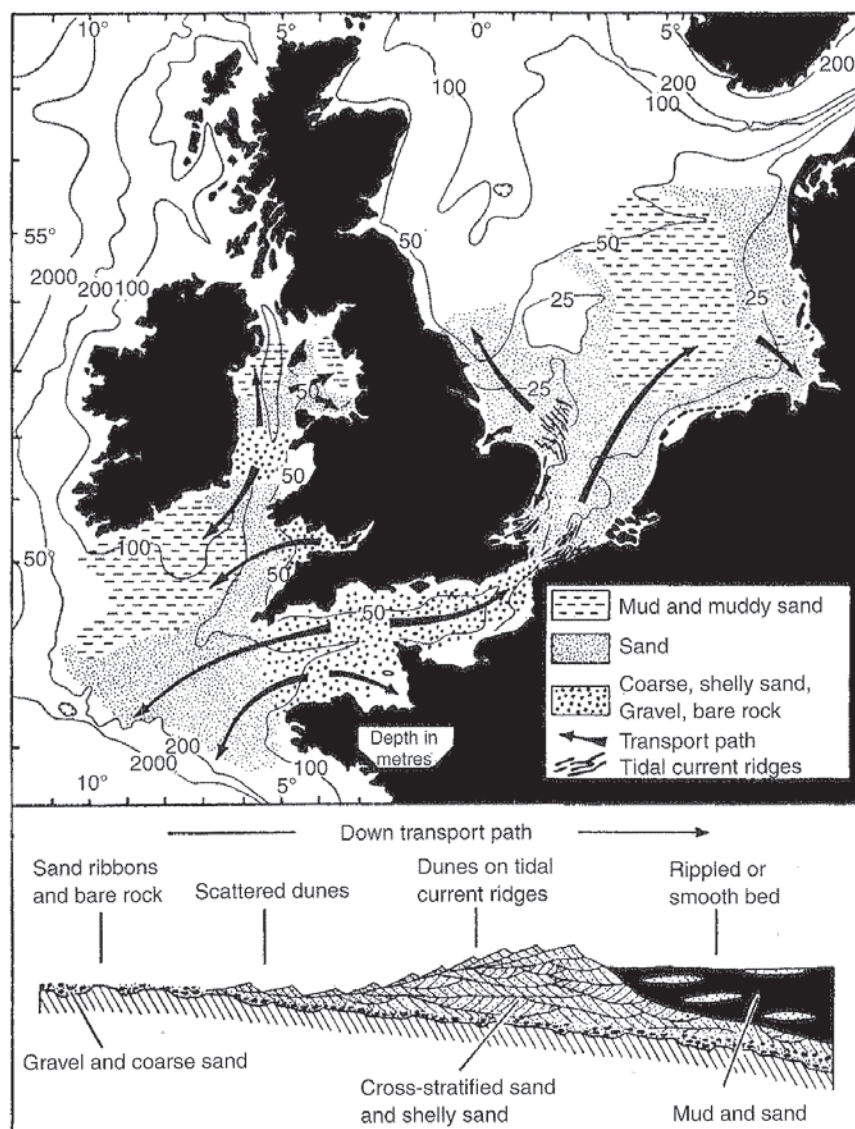 10°
5°
0°
5°
100
200
100
200
55°
50
50
2000
200
100
25
25
25
50
50
50°
100
50
50
Mud and muddy sand
Sand
Coarse, shelly sand,
Gravel, bare rock
Transport path
Tidal current ridges
Depth in
metres
200
2000
100
10°
5°
Down transport path
Sand ribbons
and bare rock
Scattered dunes
Dunes on tidal
current ridges
Rippled or
smooth bed
Gravel and coarse sand
Cross-stratified sand
and shelly sand
Mud and sand